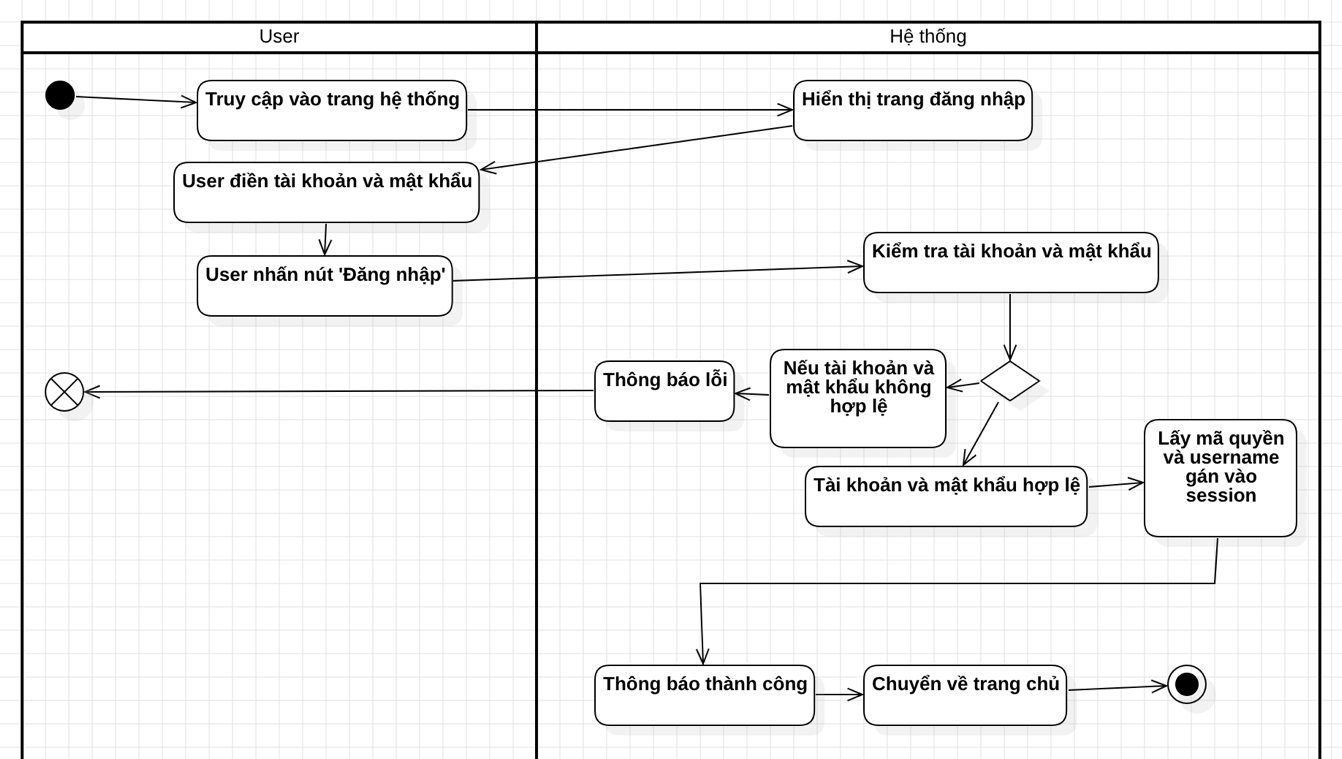 User
Hệ thống
Truy cập vào trang hệ thống
Hiển thị trang đăng nhập
User điền tài khoản và mật khẩu
User nhấn nút 'Đăng nhập'
Kiểm tra tài khoản và mật khẩu
Thông báo lỗi
Nếu tài khoản và
mật khẩu không
hợp lệ
Tài khoản và mật khẩu hợp lệ
Lấy mã quyền
và username
gán vào
session
Thông báo thành công
Chuyển về trang chủ